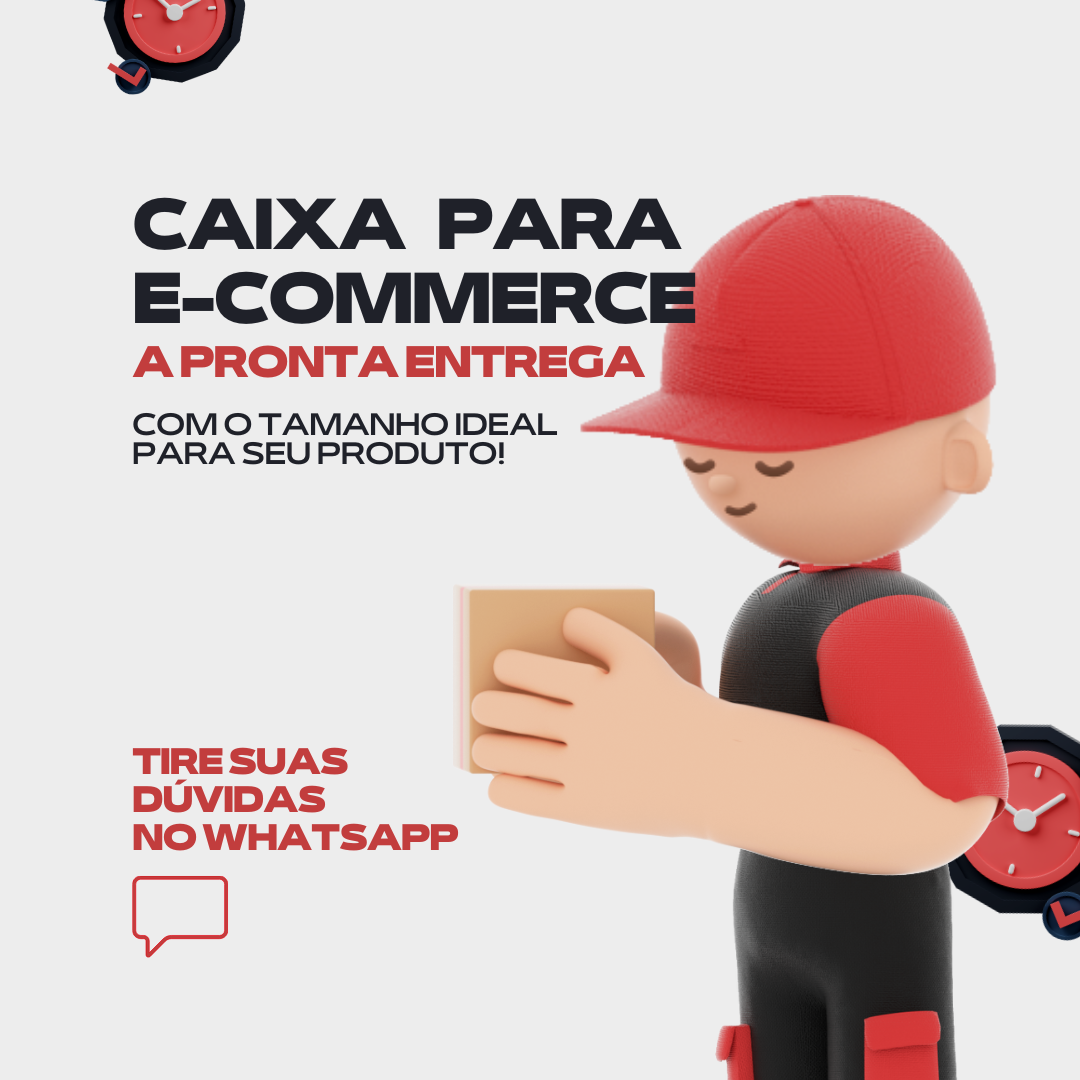 CAIXA PARA
E-COMMERCE
A PRONTA ENTREGA
COM O TAMANHO IDEAL
PARA SEU PRODUTO!
TIRE SUAS
DÚVIDAS
NO WHATSAPP